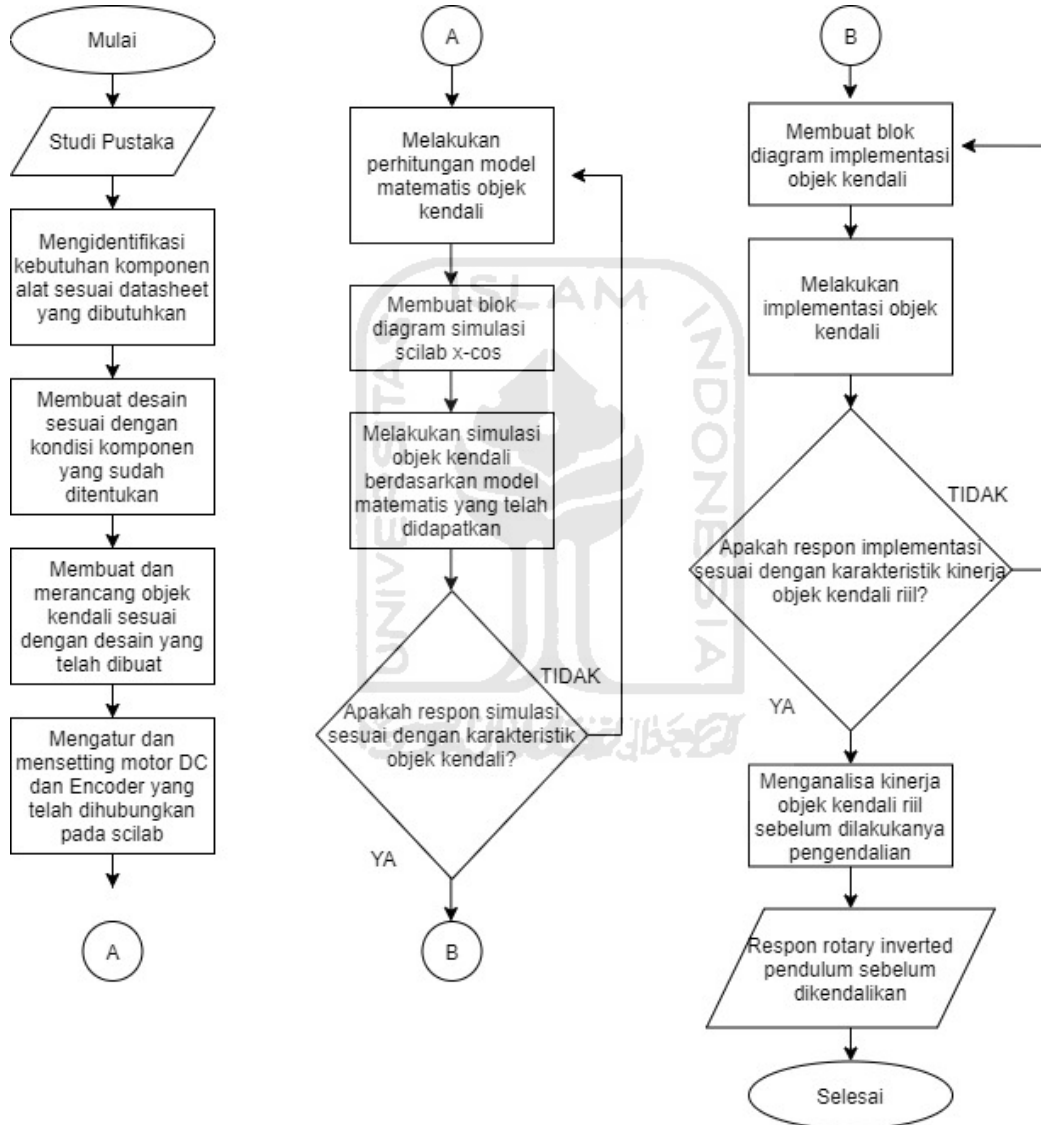 Mulai
Studi Pustaka
Mengidentifikasi
kebutuhan komponen
alat sesuai datasheet
yang dibutuhkan
Membuat desain
sesuai dengan
kondisi komponen
yang sudah
ditentukan
Membuat dan
merancang objek
kendali sesuai
dengan desain yang
telah dibuat
Mengatur dan
mensetting motor DC
dan Encoder yang
telah dihubungkan
pada scilab
A
A
Melakukan
perhitungan model
matematis objek
kendali
Membuat blok
diagram simulasi
scilab x-cos
Melakukan simulasi
objek kendali
berdasarkan model
matematis yang telah
didapatkan
TIDAK
Apakah respon simulasi
sesuai dengan karakteristik
objek kendali?
YA
B
B
Membuat blok
diagram implementasi
objek kendali
Melakukan
implementasi objek
kendali
TIDAK
Apakah respon implementasi
sesuai dengan karakteristik kinerja
objek kendali riil?
YA
Menganalisa kinerja
objek kendali riil
sebelum dilakukanya
pengendalian
Respon rotary inverted
pendulum sebelum
dikendalikan
Selesai
UNIVERSITAS
ISLAM
INDONESIA